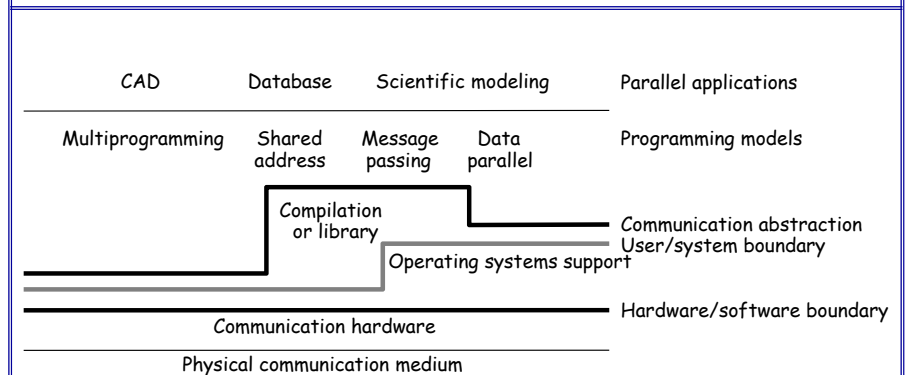 CAD Database Scientific modeling Parallel applications
Multiprogramming Shared address Message passing Data parallel Programming models
Compilation or library
Communication abstraction
User/system boundary
Operating systems support
Hardware/software boundary
Communication hardware
Physical communication medium